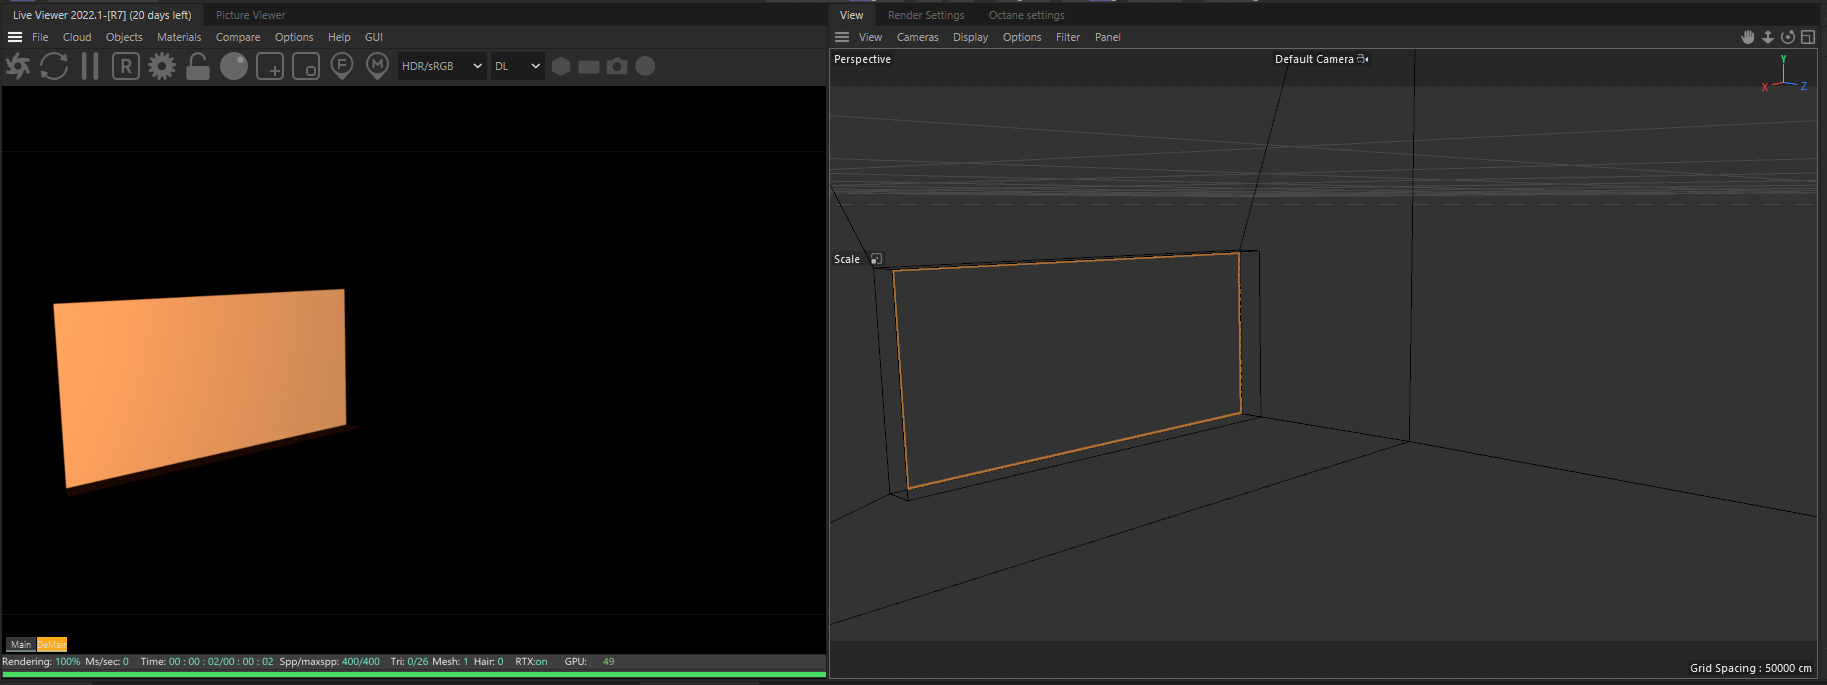 Live Viewer 2022.1-[R7] (20 days left) Picture Viewer
File Cloud Objects Materials Compare Options Help GUI
R F M HDR/sRGB DL
Main DeMain
Rendering: 100% Ms/sec: 0 Time: 00 : 00 : 02/00 : 00 : 02 Spp/maxspp: 400/400 Tri: 0/26 Mesh: 1 Hair: 0 RTX:on GPU: 49
View Render Settings Octane settings
View Cameras Display Options Filter Panel
Perspective Default Camera
Y
X Z
Scale
Grid Spacing : 50000 cm